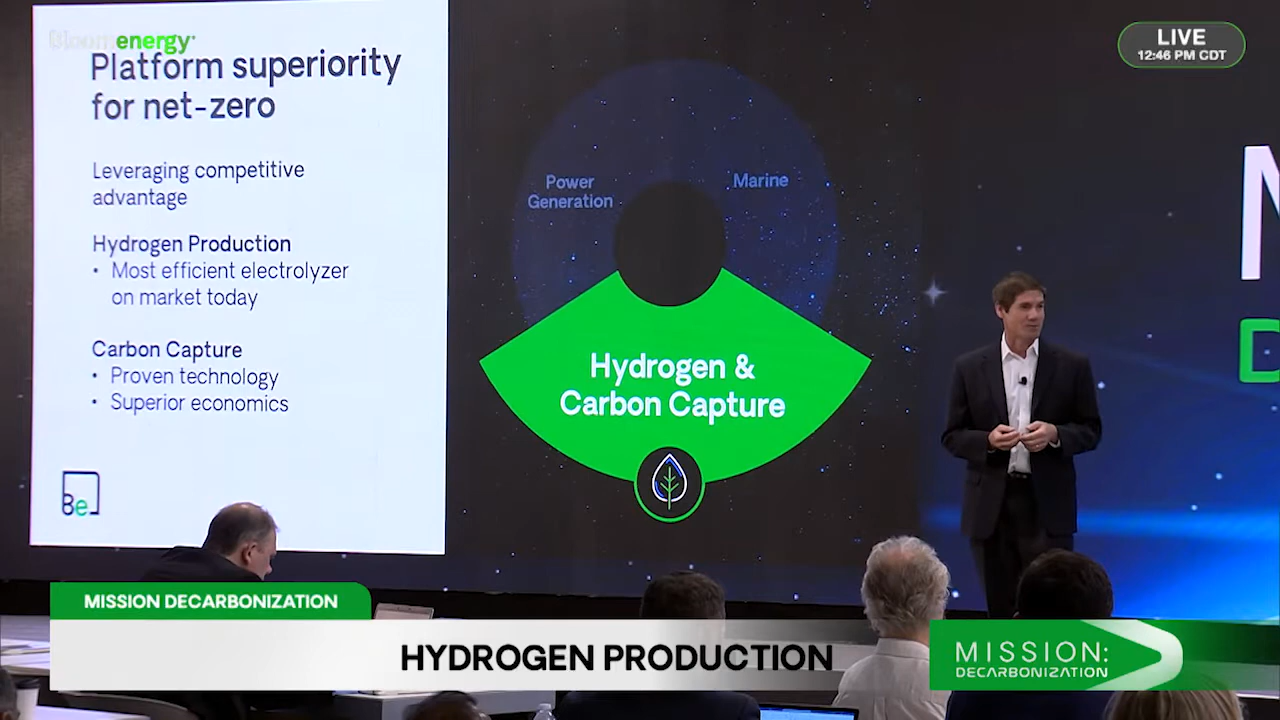 Bloomenergy
Platform superiority
for net-zero
Leveraging competitive
advantage
Hydrogen Production
• Most efficient electrolyzer
on market today
Carbon Capture
• Proven technology
• Superior economics
Be
Power
Generation
Marine
Hydrogen &
Carbon Capture
LIVE
12:46 PM CDT
MISSION DECARBONIZATION
HYDROGEN PRODUCTION
MISSION:
DECARBONIZATION